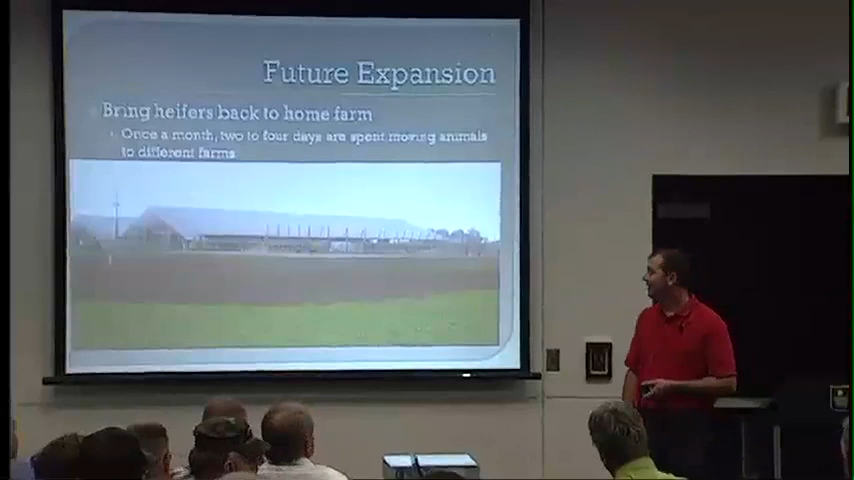 Future Expansion
Bring heifers back to home farm
Once a month, two to four days are spent moving animals
to different farms